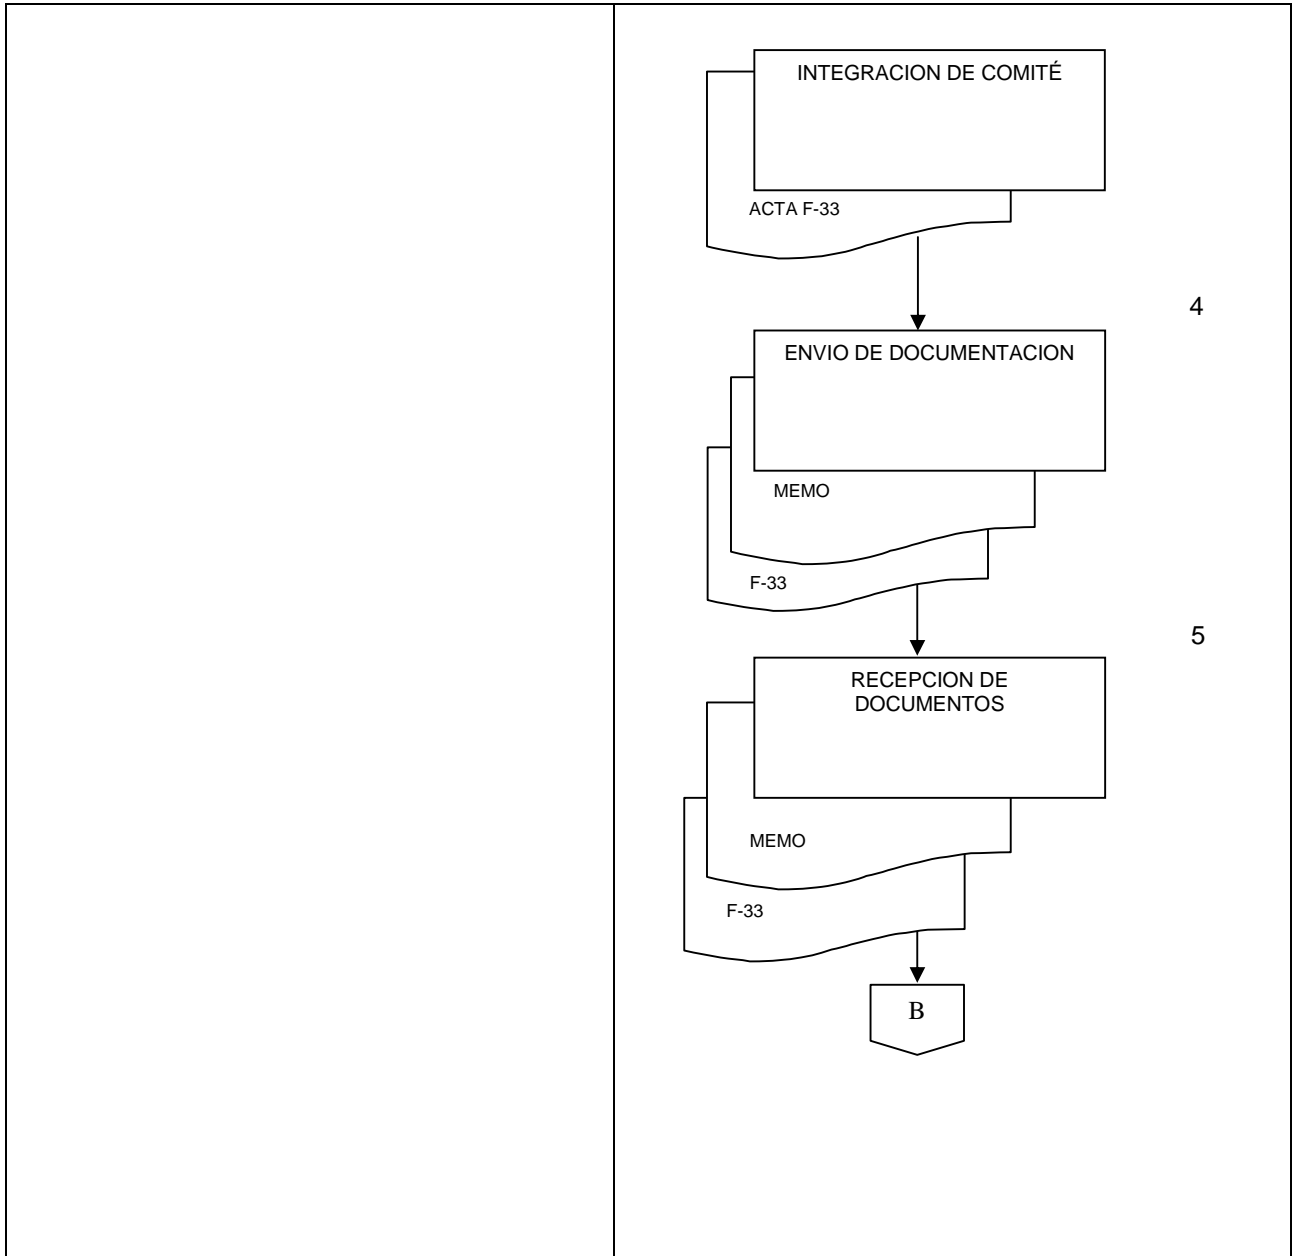 INTEGRACION DE COMITÉ
ACTA F-33
4
ENVIO DE DOCUMENTACION
MEMO
F-33
5
RECEPCION DE
DOCUMENTOS
MEMO
F-33
B